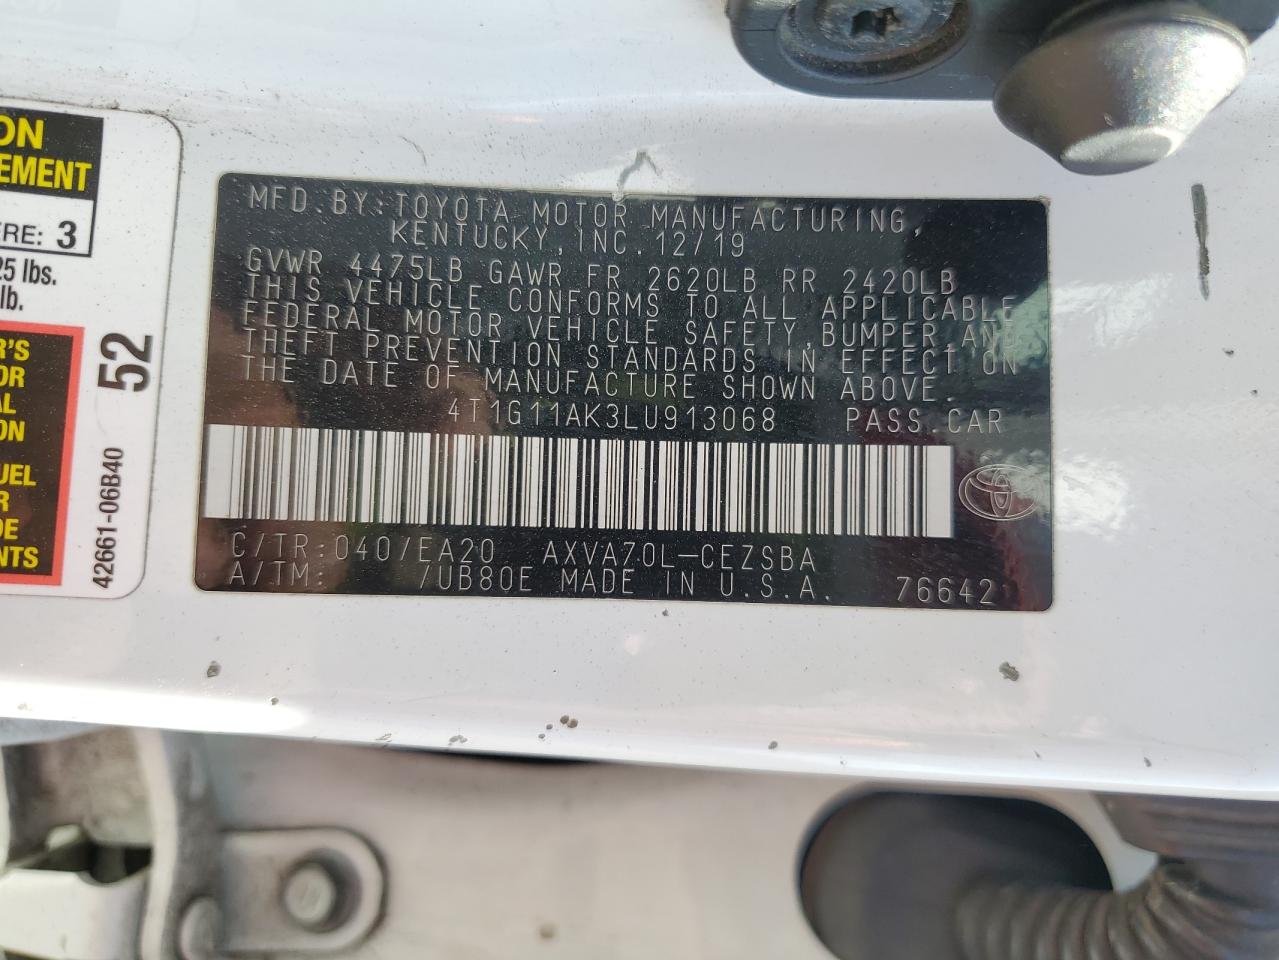 ON
EMENT
ERE: 3
25 lbs.
lb.
R'S
OR
AL
ON
UEL
R
DE
NTS
52
42661-06B40
MFD.BY:TOYOTA MOTOR MANUFACTURING,
KENTUCKY,INC.12/19
GVWR 4475LB GAWR FR 2620LB RR 2420LB
THIS VEHICLE CONFORMS TO ALL APPLICABLE
FEDERAL MOTOR VEHICLE SAFETY,BUMPER,AND
THEFT PREVENTION STANDARDS IN EFFECT ON
THE DATE OF MANUFACTURE SHOWN ABOVE.
4T1G11AK3LU913068 PASS.CAR
C/TR:040/EA20 AXVA70L-CEZSBA
A/TM: /UB80E MADE IN U.S.A. 76642